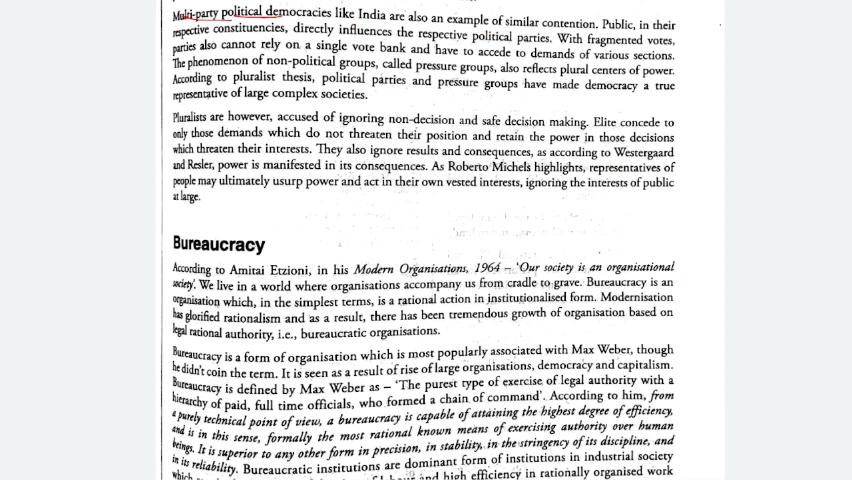 Multi-party political democracies like India are also an example of similar contention. Public, in their
respective constituencies, directly influences the respective political parties. With fragmented votes,
parties also cannot rely on a single vote bank and have to accede to demands of various sections.
The phenomenon of non-political groups, called pressure groups, also reflects plural centers of power.
According to pluralist thesis, political parties and pressure groups have made democracy a true
representative of large complex societies.
Pluralists are however, accused of ignoring non-decision and safe decision making. Elite concede to
only those demands which do not threaten their position and retain the power in those decisions
which threaten their interests. They also ignore results and consequences, as according to Westergaard
and Resler, power is manifested in its consequences. As Roberto Michels highlights, representatives of
people may ultimately usurp power and act in their own vested interests, ignoring the interests of public
at large.
Bureaucracy
According to Amitai Etzioni, in his Modern Organisations, 1964 – 'Our society is an organisational
society'. We live in a world where organisations accompany us from cradle to grave. Bureaucracy is an
organisation which, in the simplest terms, is a rational action in institutionalised form. Modernisation
has glorified rationalism and as a result, there has been tremendous growth of organisation based on
legal rational authority, i.e., bureaucratic organisations.
Bureaucracy is a form of organisation which is most popularly associated with Max Weber, though
he didn't coin the term. It is seen as a result of rise of large organisations, democracy and capitalism.
Bureaucracy is defined by Max Weber as – 'The purest type of exercise of legal authority with a
hierarchy of paid, full time officials, who formed a chain of command'. According to him, from
a purely technical point of view, a bureaucracy is capable of attaining the highest degree of efficiency,
and is in this sense, formally the most rational known means of exercising authority over human
beings. It is superior to any other form in precision, in stability, in the stringency of its discipline, and
in its reliability. Bureaucratic institutions are dominant form of institutions in industrial society
which and high efficiency in rationally organised work